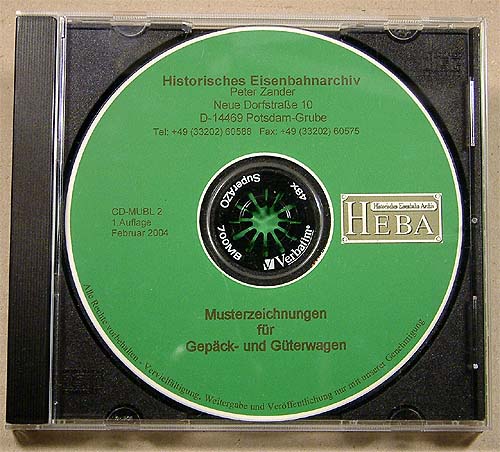 Historisches Eisenbahnarchiv
Peter Zander
Neue Dorfstraße 10
D-14469 Potsdam-Grube
Tel: +49 (33202) 60588 Fax: +49 (33202) 60575
CD-MUBL 2
1.Auflage
Februar 2004
48x
SuperAZO
700MB
Verbatim
Historisches Eisenbahn Archiv
HEBA
Musterzeichnungen
für
Gepäck- und Güterwagen
Alle Rechte vorbehalten - Vervielfältigung, Weitergabe und Veröffentlichung nur mit unserer Genehmigung